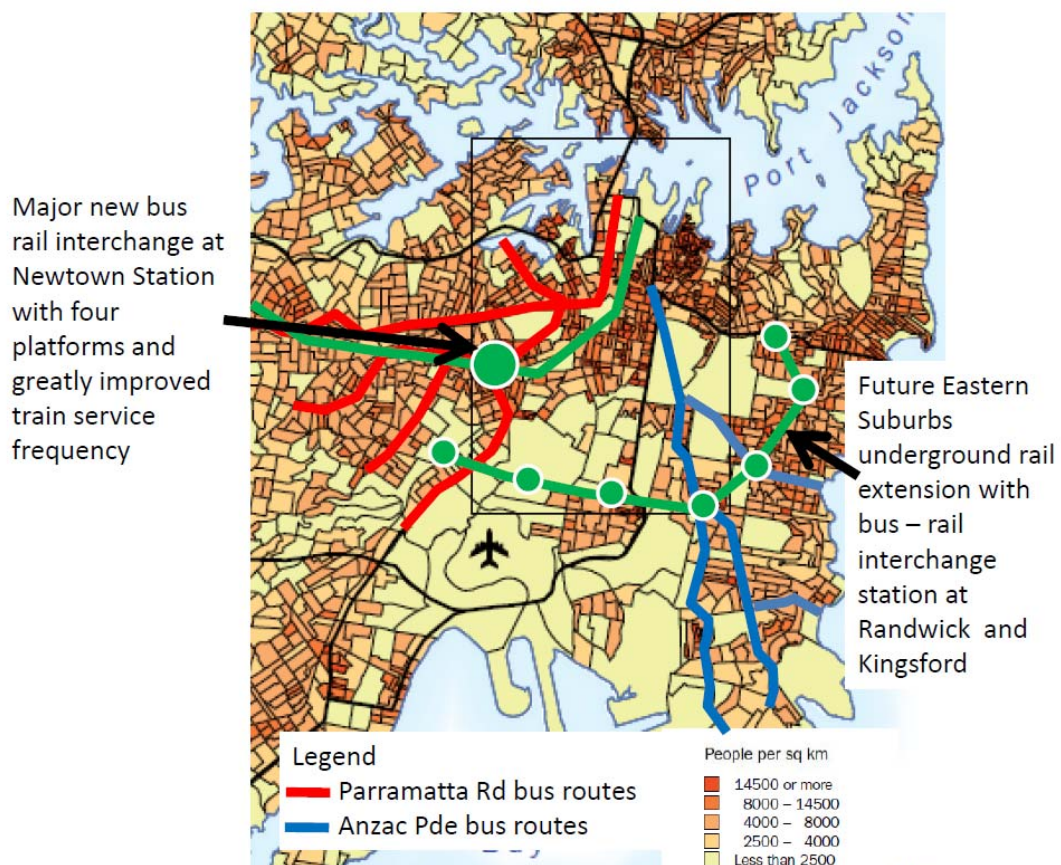 Port Jackson
Major new bus
rail interchange at
Newtown Station
with four
platforms and
greatly improved
train service
frequency
Future Eastern
Suburbs
underground rail
extension with
bus – rail
interchange
station at
Randwick and
Kingsford
Legend
Parramatta Rd bus routes
Anzac Pde bus routes
Bay
People per sq km
14500 or more
8000 – 14500
4000 – 8000
2500 – 4000
Less than 2500